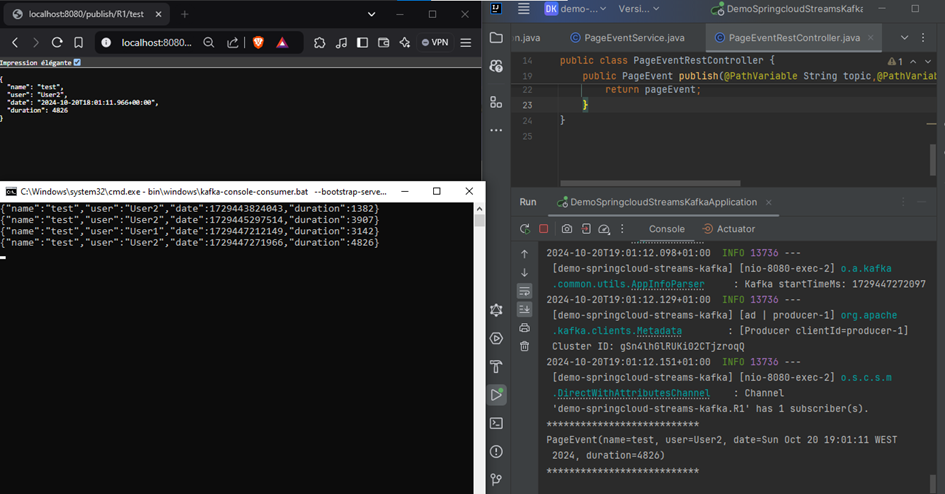 localhost:8080/publish/R1/test
localhost:8080...
VPN
Impression élégante
{
"name": "test",
"user": "User2",
"date": "2024-10-20T18:01:11.966+00:00",
"duration": 4826
}
C:\Windows\system32\cmd.exe - bin\windows\kafka-console-consumer.bat --bootstrap-serve...
{"name":"test","user":"User2","date":1729443824043,"duration":1382}
{"name":"test","user":"User2","date":1729445297514,"duration":3907}
{"name":"test","user":"User1","date":1729447212149,"duration":3142}
{"name":"test","user":"User2","date":1729447271966,"duration":4826}
DK demo-... Versi... DemoSpringcloudStreamsKafka
on.java PageEventService.java PageEventRestController.java
14 public class PageEventRestController {
19 public PageEvent publish(@PathVariable String topic,@PathVariab
22 return pageEvent;
23 }
24 }
25
1
Run DemoSpringcloudStreamsKafkaApplication
Console Actuator
2024-10-20T19:01:12.098+01:00 INFO 13736 ---
[demo-springcloud-streams-kafka] [nio-8080-exec-2] o.a.kafka
.common.utils.AppInfoParser : Kafka startTimeMs: 1729447272097
2024-10-20T19:01:12.129+01:00 INFO 13736 ---
[demo-springcloud-streams-kafka] [ad | producer-1] org.apache
.kafka.clients.Metadata : [Producer clientId=producer-1]
Cluster ID: gSn4lhGlRUKi02CTjzroqQ
2024-10-20T19:01:12.151+01:00 INFO 13736 ---
[demo-springcloud-streams-kafka] [nio-8080-exec-2] o.s.c.s.m
.DirectWithAttributesChannel : Channel
'demo-springcloud-streams-kafka.R1' has 1 subscriber(s).
***************************
PageEvent(name=test, user=User2, date=Sun Oct 20 19:01:11 WEST
2024, duration=4826)
***************************